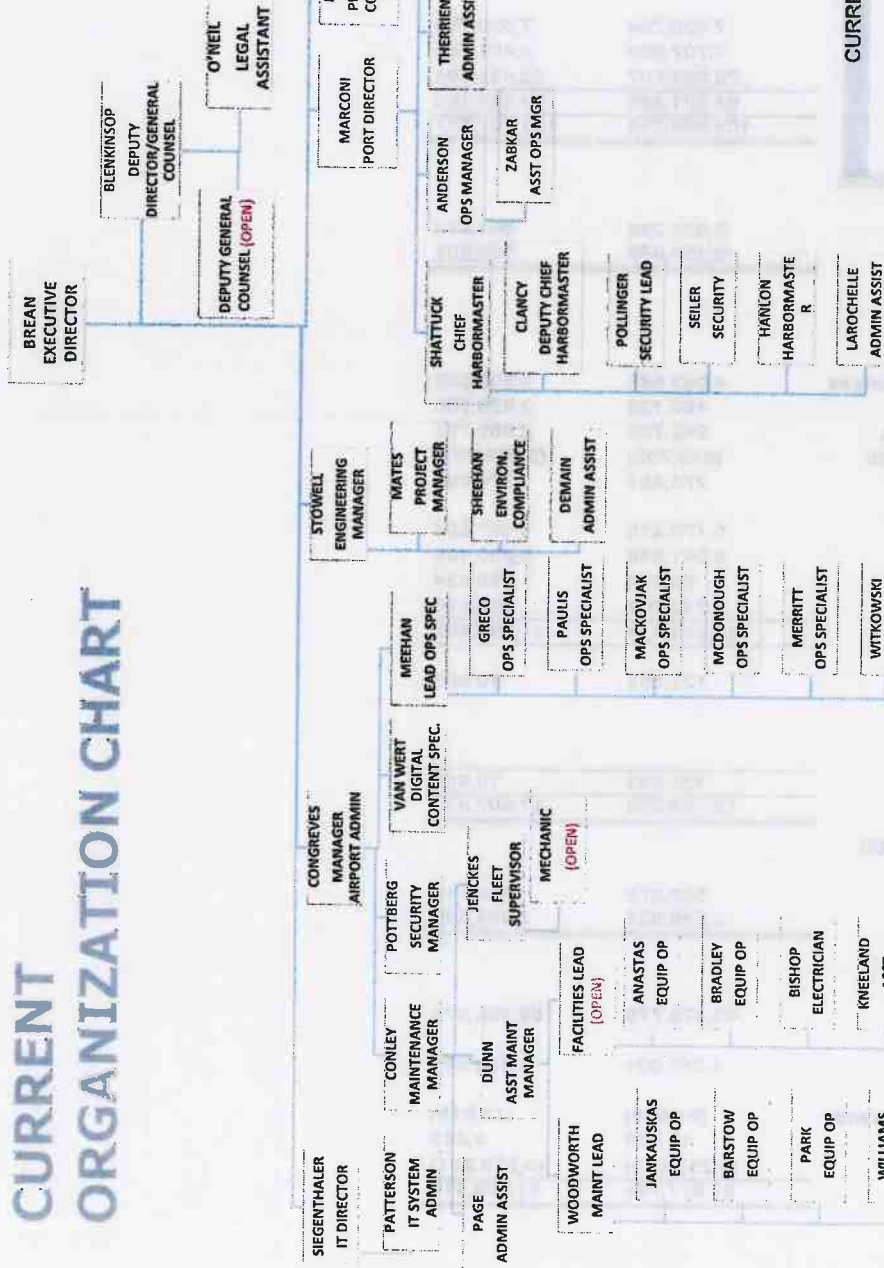 CURRENT
ORGANIZATION CHART
BREAN
EXECUTIVE
DIRECTOR
BLENKINSOP
DEPUTY
DIRECTOR/GENERAL
COUNSEL
DEPUTY GENERAL
COUNSEL (OPEN)
O'NEIL
LEGAL
ASSISTANT
SIEGENTHALER
IT DIRECTOR
PATTERSON
IT SYSTEM
ADMIN
CONGREVES
MANAGER
AIRPORT ADMIN
CONLEY
MAINTENANCE
MANAGER
POTTBERG
SECURITY
MANAGER
VAN WERT
DIGITAL
CONTENT SPEC.
MEEHAN
LEAD OPS SPEC
PAGE
ADMIN ASSIST
DUNN
ASST MAINT
MANAGER
JENCKES
FLEET
SUPERVISOR
MECHANIC
(OPEN)
WOODWORTH
MAINT LEAD
FACILITIES LEAD
(OPEN)
JANKAUSKAS
EQUIP OP
BARSTOW
EQUIP OP
PARK
EQUIP OP
WILLIAMS
ANASTAS
EQUIP OP
BRADLEY
EQUIP OP
BISHOP
ELECTRICIAN
KNEELAND
GRECO
OPS SPECIALIST
PAULIS
OPS SPECIALIST
MACKOVJAK
OPS SPECIALIST
MCDONOUGH
OPS SPECIALIST
MERRITT
OPS SPECIALIST
WITKOWSKI
STOWELL
ENGINEERING
MANAGER
MATES
PROJECT
MANAGER
SHEEHAN
ENVIRON.
COMPLIANCE
DEMAIN
ADMIN ASSIST
MARCONI
PORT DIRECTOR
SHATTUCK
CHIEF
HARBORMASTER
CLANCY
DEPUTY CHIEF
HARBORMASTER
POLLINGER
SECURITY LEAD
SEILER
SECURITY
HANLON
HARBORMASTE
R
LAROCHELLE
ADMIN ASSIST
ANDERSON
OPS MANAGER
ZABKAR
ASST OPS MGR
THERRIEN
ADMIN ASSI
CURRE